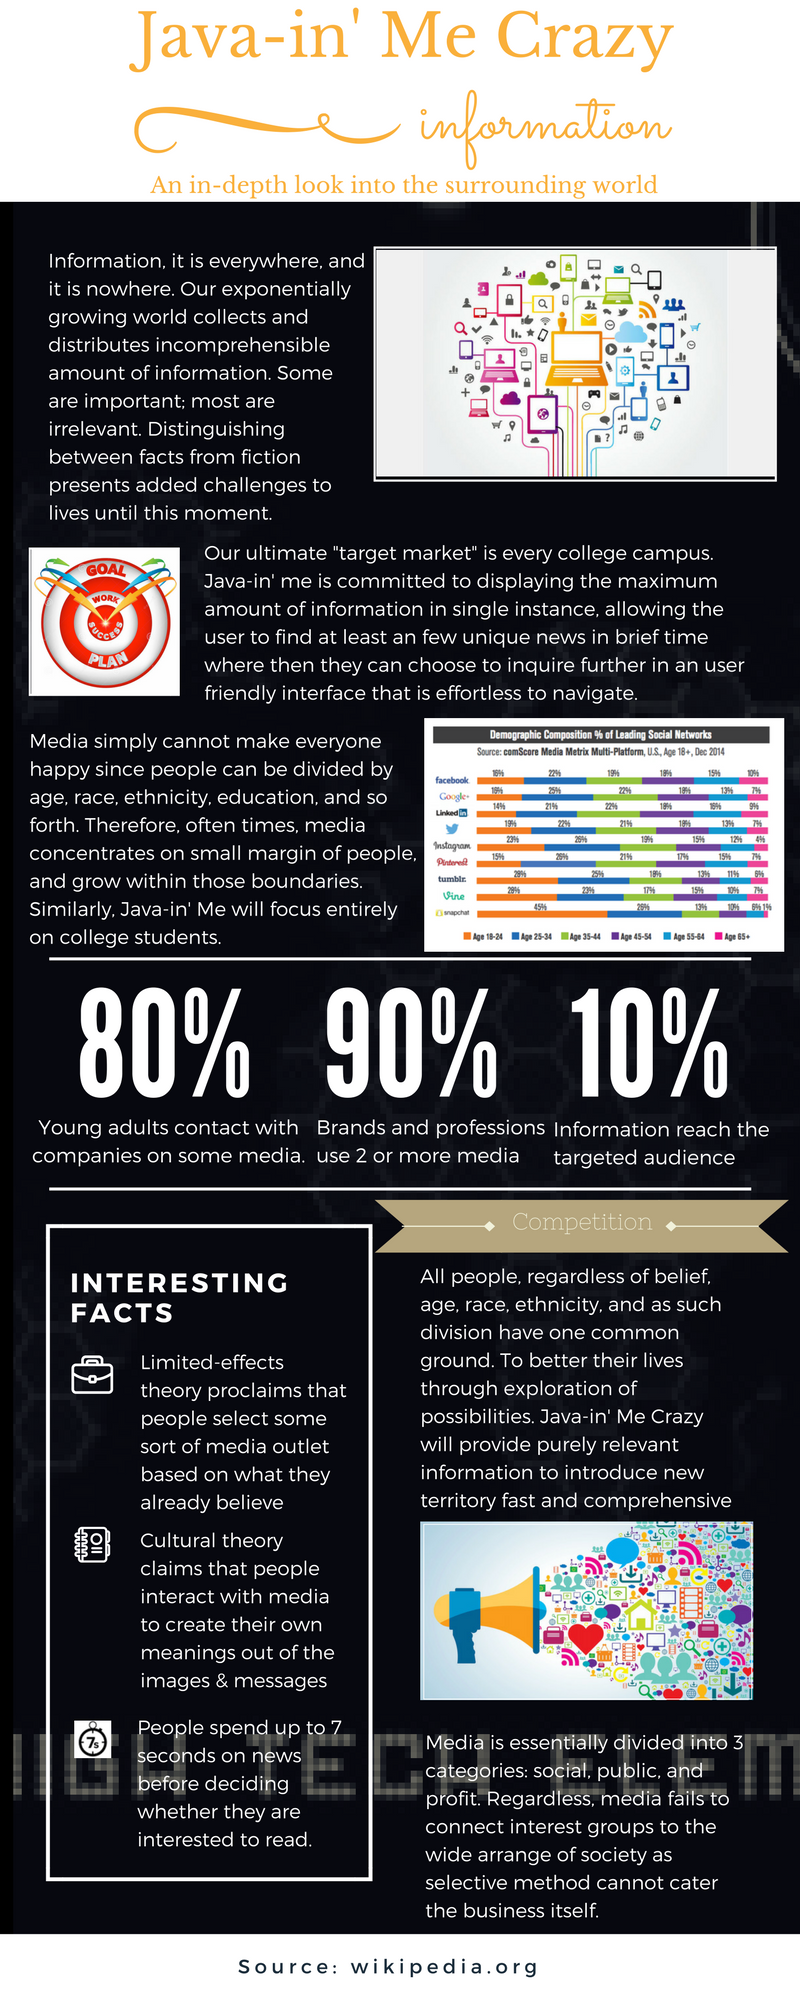 Java-in' Me Crazy
information
An in-depth look into the surrounding world
Information, it is everywhere, and
it is nowhere. Our exponentially
growing world collects and
distributes incomprehensible
amount of information. Some
are important; most are
irrelevant. Distinguishing
between facts from fiction
presents added challenges to
lives until this moment.
GOAL
WORK
SUCCESS
PLAN
Our ultimate "target market" is every college campus.
Java-in' me is committed to displaying the maximum
amount of information in single instance, allowing the
user to find at least an few unique news in brief time
where then they can choose to inquire further in an user
friendly interface that is effortless to navigate.
Media simply cannot make everyone
happy since people can be divided by
age, race, ethnicity, education, and so
forth. Therefore, often times, media
concentrates on small margin of people,
and grow within those boundaries.
Similarly, Java-in' Me will focus entirely
on college students.
Demographic Composition % of Leading Social Networks
Source: comScore Media Metrix Multi-Platform, U.S., Age 18+, Dec 2014
facebook 16% 22% 19% 18% 15% 10%
Google+ 16% 25% 22% 18% 13% 7%
Linked in 14% 21% 22% 18% 16% 9%
19% 22% 21% 18% 13% 7%
Instagram 23% 26% 19% 15% 12% 4%
Pinterest 15% 26% 21% 17% 15% 7%
tumblr. 28% 25% 18% 13% 11% 6%
Vine 28% 23% 17% 15% 10% 7%
snapchat 45% 26% 13% 10% 6% 1%
Age 18-24 Age 25-34 Age 35-44 Age 45-54 Age 55-64 Age 65+
80% 90% 10%
Young adults contact with
companies on some media.
Brands and professions
use 2 or more media
Information reach the
targeted audience
INTERESTING
FACTS
Limited-effects
theory proclaims that
people select some
sort of media outlet
based on what they
already believe
Cultural theory
claims that people
interact with media
to create their own
meanings out of the
images & messages
7s
People spend up to 7
seconds on news
before deciding
whether they are
interested to read.
Competition
All people, regardless of belief,
age, race, ethnicity, and as such
division have one common
ground. To better their lives
through exploration of
possibilities. Java-in' Me Crazy
will provide purely relevant
information to introduce new
territory fast and comprehensive
Media is essentially divided into 3
categories: social, public, and
profit. Regardless, media fails to
connect interest groups to the
wide arrange of society as
selective method cannot cater
the business itself.
IGH TECH ELEM
Source: wikipedia.org